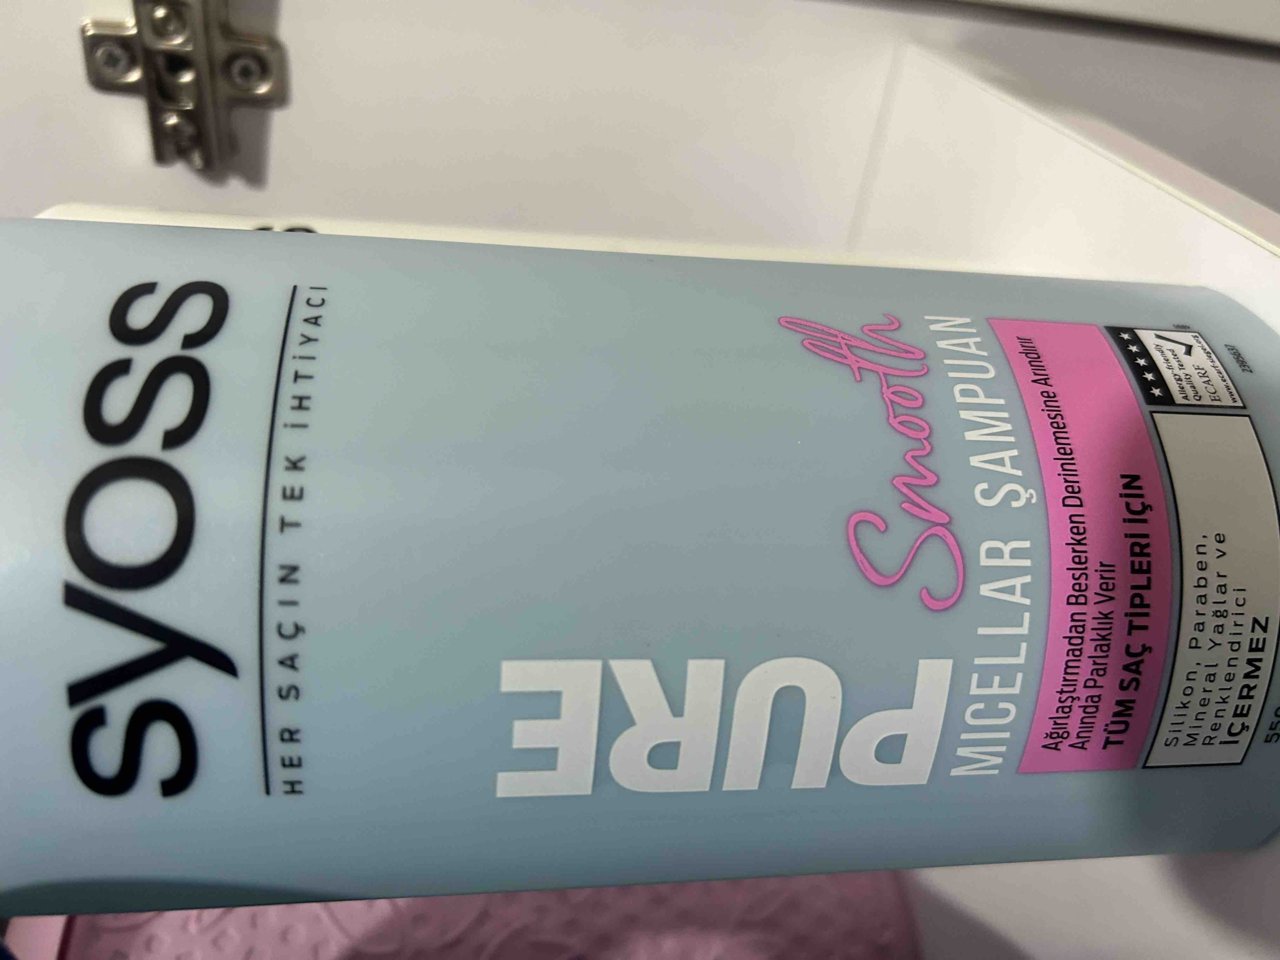 syoss
HER SAÇIN TEK İHTİYACI
PURE
Smooth
MICELLAR ŞAMPUAN
Ağırlaştırmadan Beslerken Derinlemesine Arındırır
Anında Parlaklık Verir
TÜM SAÇ TİPLERİ İÇİN
Silikon, Paraben,
Mineral Yağlar ve
Renklendirici
İÇERMEZ
Allergy-friendly
Quality Tested
ECARF